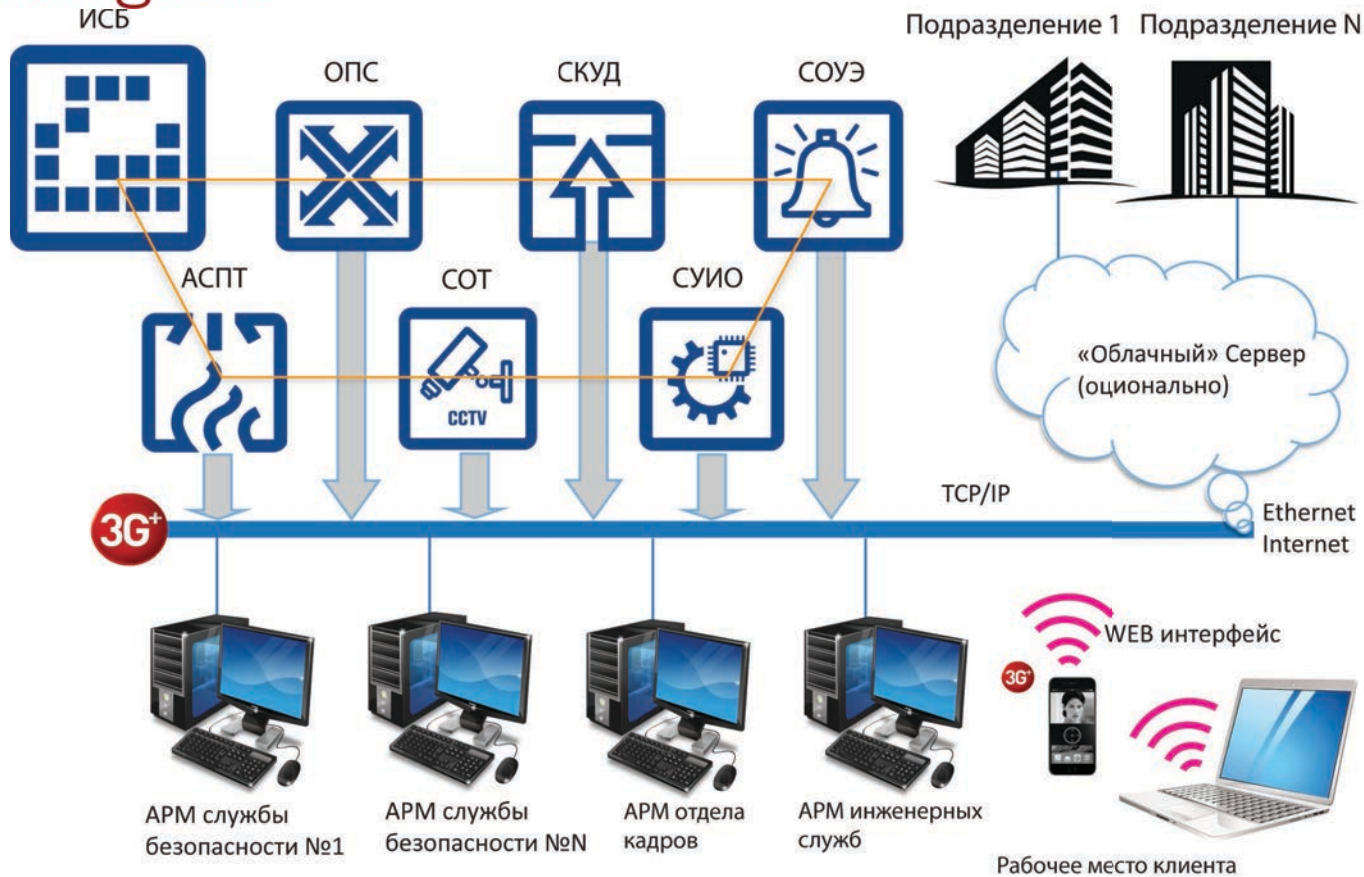 ИСБ
Подразделение 1 Подразделение N
ОПС
СКУД
СОУЭ
АСПТ
СОТ
СУИО
CCTV
«Облачный» Сервер
(оционально)
TCP/IP
3G+
Ethernet
Internet
WEB интерфейс
3G+
АРМ службы
безопасности №1
АРМ службы
безопасности №N
АРМ отдела
кадров
АРМ инженерных
служб
Рабочее место клиента